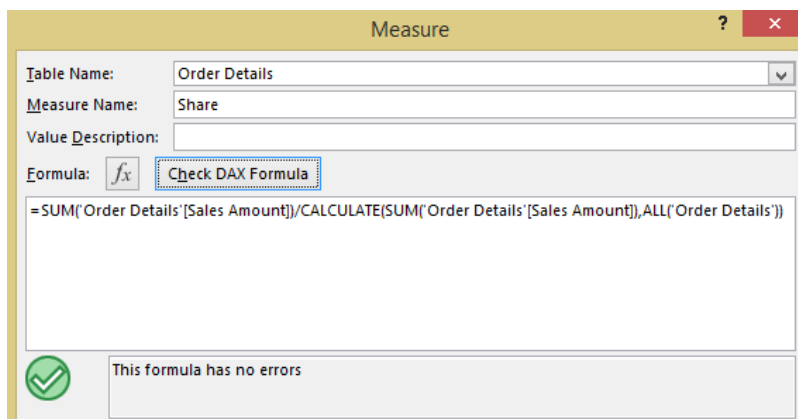 Measure
?
Table Name: Order Details
Measure Name: Share
Value Description:
Formula: fx Check DAX Formula
=SUM('Order Details'[Sales Amount])/CALCULATE(SUM('Order Details'[Sales Amount]),ALL('Order Details'))
This formula has no errors